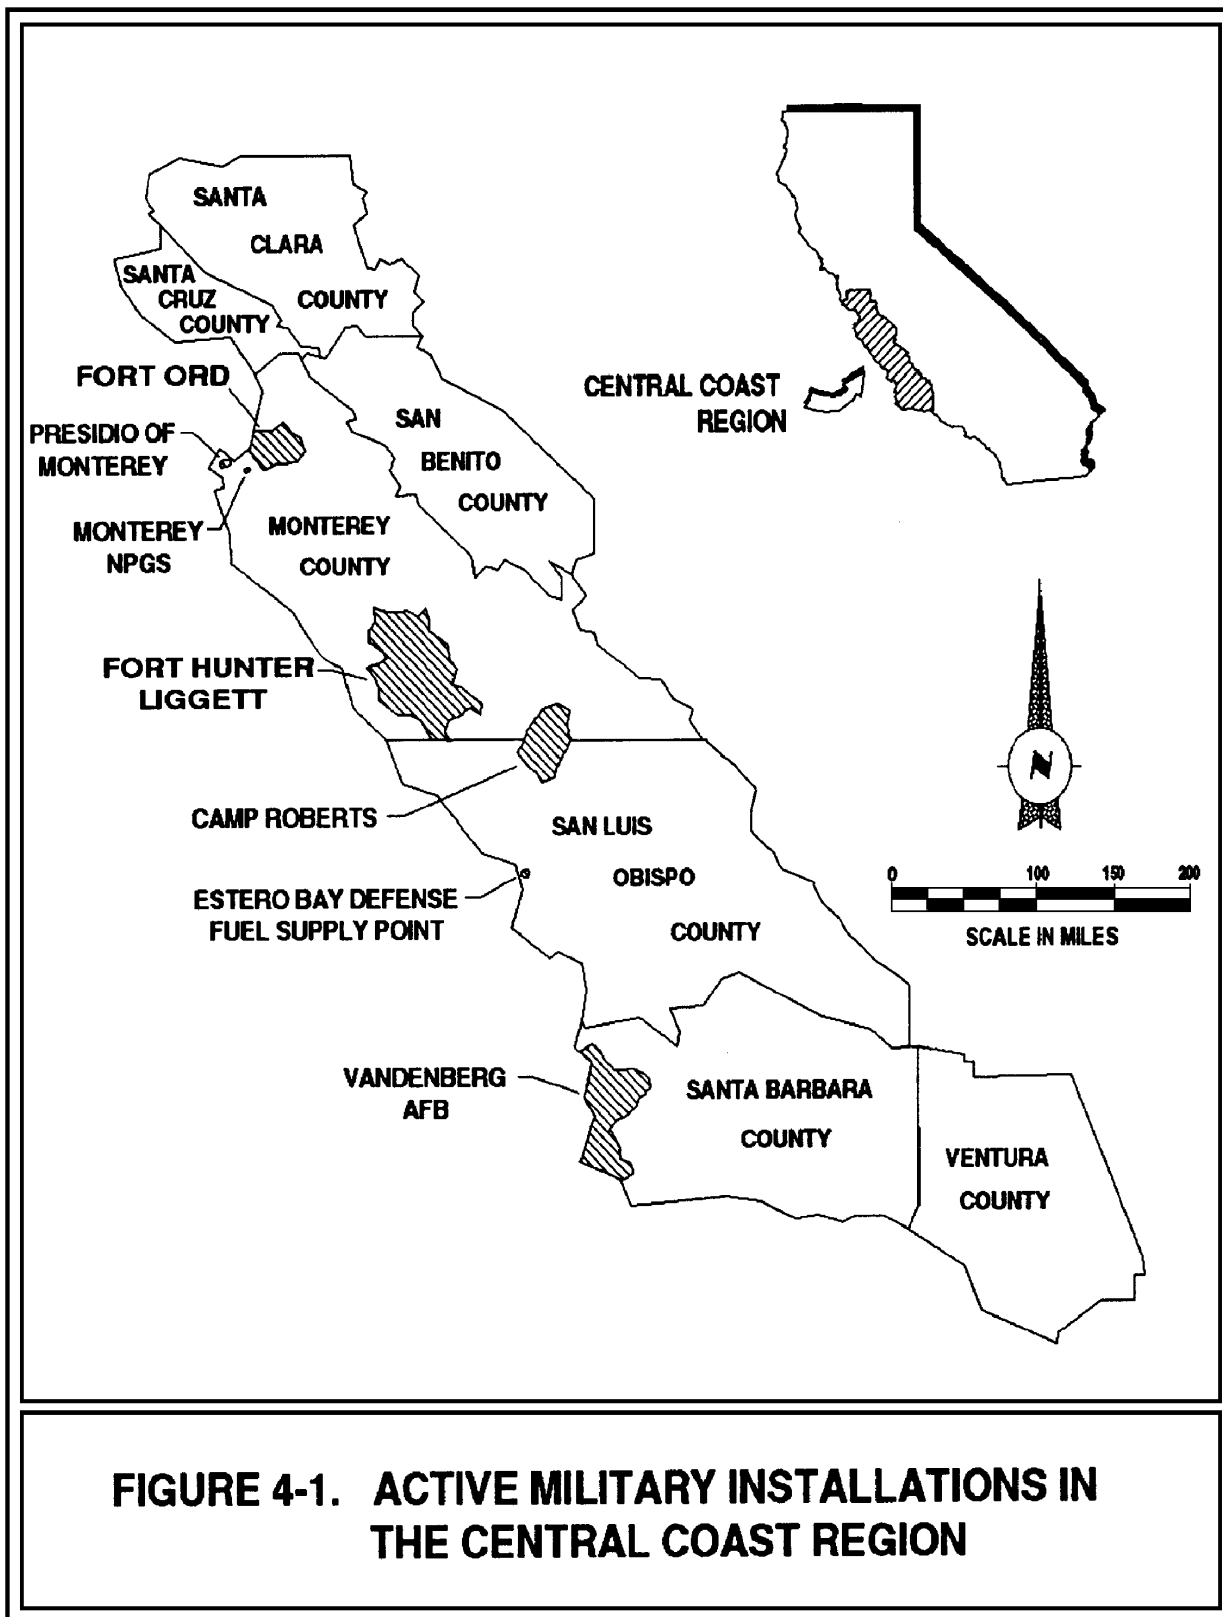 SANTA
CLARA
COUNTY
SANTA
CRUZ
COUNTY
FORT ORD
PRESIDIO OF
MONTEREY
MONTEREY
NPGS
SAN
BENITO
COUNTY
MONTEREY
COUNTY
CENTRAL COAST
REGION
FORT HUNTER
LIGGETT
CAMP ROBERTS
SAN LUIS
OBISPO
COUNTY
ESTERO BAY DEFENSE
FUEL SUPPLY POINT
N
0 100 150 200
SCALE IN MILES
VANDENBERG
AFB
SANTA BARBARA
COUNTY
VENTURA
COUNTY
FIGURE 4-1. ACTIVE MILITARY INSTALLATIONS IN
THE CENTRAL COAST REGION